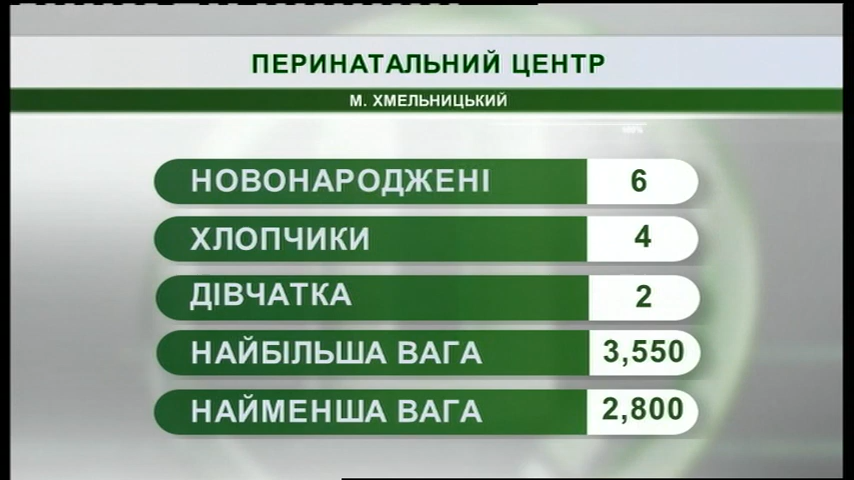 ПЕРИНАТАЛЬНИЙ ЦЕНТР
М. ХМЕЛЬНИЦЬКИЙ
НОВОНАРОДЖЕНІ 6
ХЛОПЧИКИ 4
ДІВЧАТКА 2
НАЙБІЛЬША ВАГА 3,550
НАЙМЕНША ВАГА 2,800